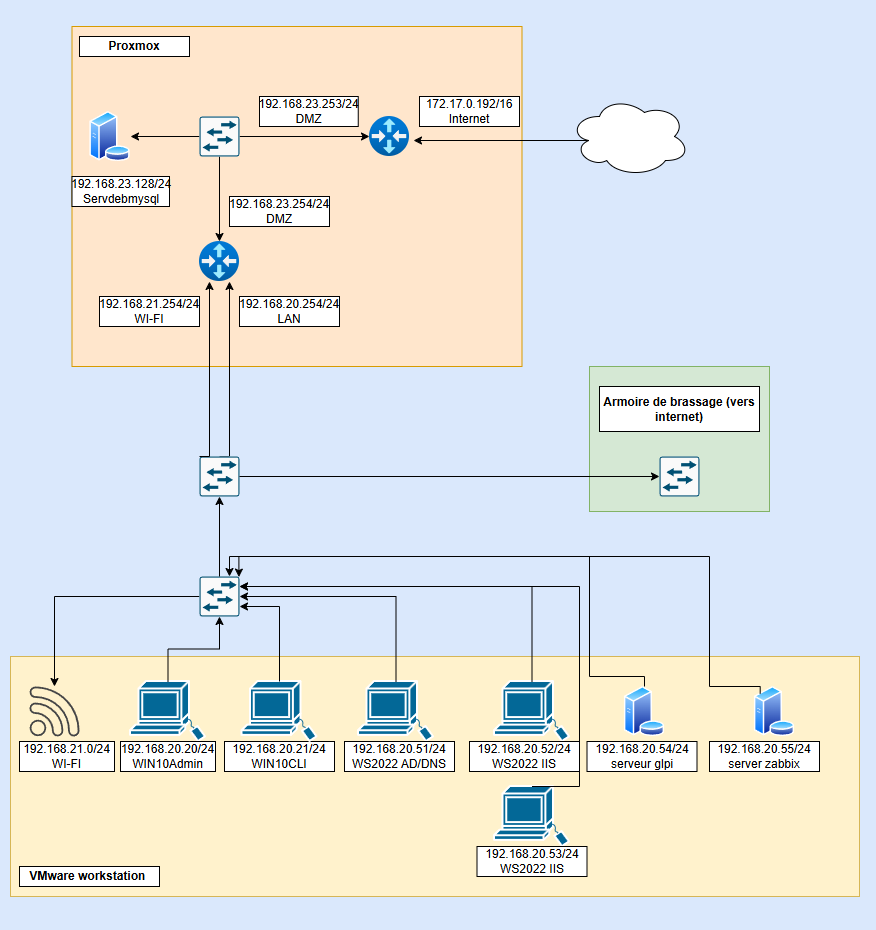 Proxmox
192.168.23.253/24
DMZ
172.17.0.192/16
Internet
192.168.23.128/24
Servdebmysql
192.168.23.254/24
DMZ
192.168.21.254/24
WI-FI
192.168.20.254/24
LAN
Armoire de brassage (vers
internet)
192.168.21.0/24
WI-FI
192.168.20.20/24
WIN10Admin
192.168.20.21/24
WIN10CLI
192.168.20.51/24
WS2022 AD/DNS
192.168.20.52/24
WS2022 IIS
192.168.20.54/24
serveur glpi
192.168.20.55/24
server zabbix
192.168.20.53/24
WS2022 IIS
VMware workstation